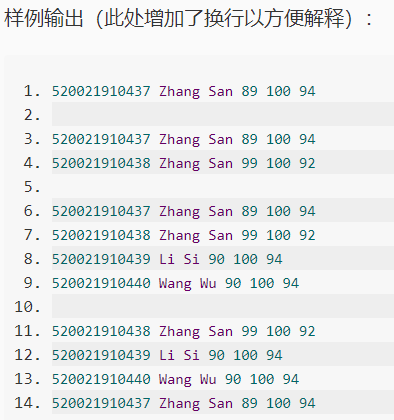 样例输出（此处增加了换行以方便解释）：
1. 520021910437 Zhang San 89 100 94
2.
3. 520021910437 Zhang San 89 100 94
4. 520021910438 Zhang San 99 100 92
5.
6. 520021910437 Zhang San 89 100 94
7. 520021910438 Zhang San 99 100 92
8. 520021910439 Li Si 90 100 94
9. 520021910440 Wang Wu 90 100 94
10.
11. 520021910438 Zhang San 99 100 92
12. 520021910439 Li Si 90 100 94
13. 520021910440 Wang Wu 90 100 94
14. 520021910437 Zhang San 89 100 94